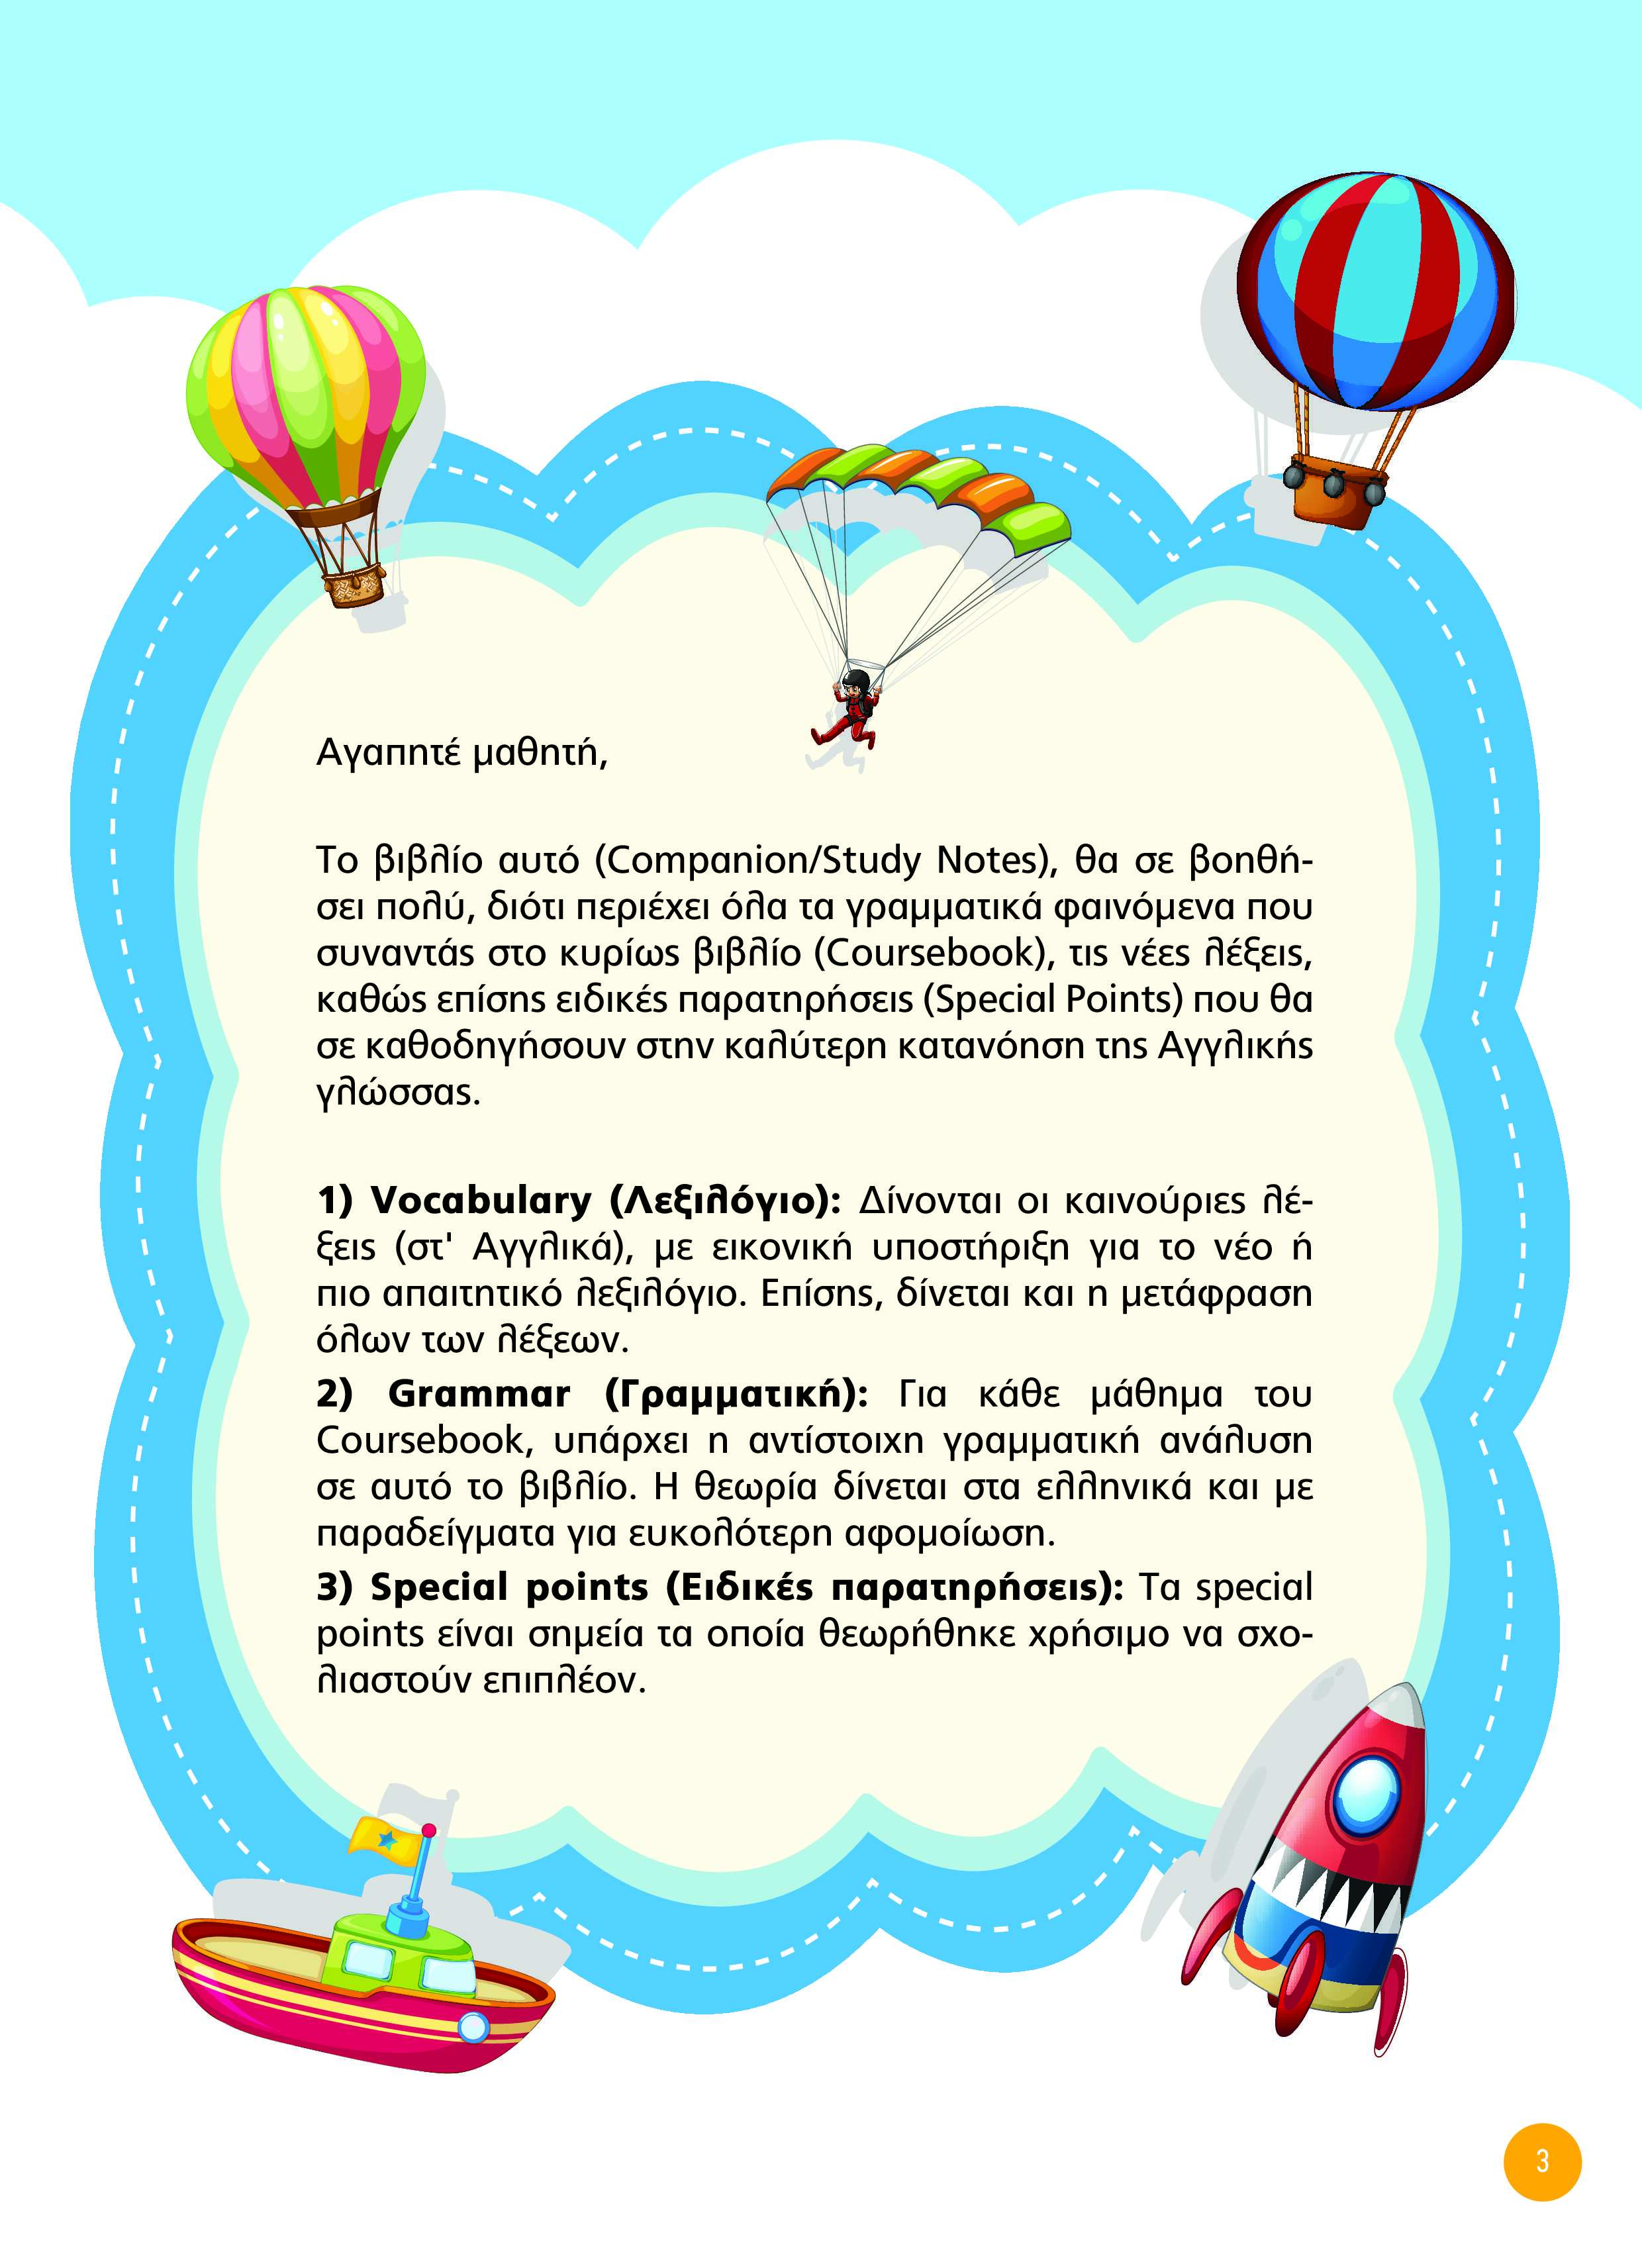 Αγαπητέ μαθητή,
Το βιβλίο αυτό (Companion/Study Notes), θα σε βοηθή-
σει πολύ, διότι περιέχει όλα τα γραμματικά φαινόμενα που
συναντάς στο κυρίως βιβλίο (Coursebook), τις νέες λέξεις,
καθώς επίσης ειδικές παρατηρήσεις (Special Points) που θα
σε καθοδηγήσουν στην καλύτερη κατανόηση της Αγγλικής
γλώσσας.
1) Vocabulary (Λεξιλόγιο): Δίνονται οι καινούριες λέ-
ξεις (στ' Αγγλικά), με εικονική υποστήριξη για το νέο ή
πιο απαιτητικό λεξιλόγιο. Επίσης, δίνεται και η μετάφραση
όλων των λέξεων.
2) Grammar (Γραμματική): Για κάθε μάθημα του
Coursebook, υπάρχει η αντίστοιχη γραμματική ανάλυση
σε αυτό το βιβλίο. Η θεωρία δίνεται στα ελληνικά και με
παραδείγματα για ευκολότερη αφομοίωση.
3) Special points (Ειδικές παρατηρήσεις): Τα special
points είναι σημεία τα οποία θεωρήθηκε χρήσιμο να σχο-
λιαστούν επιπλέον.
3